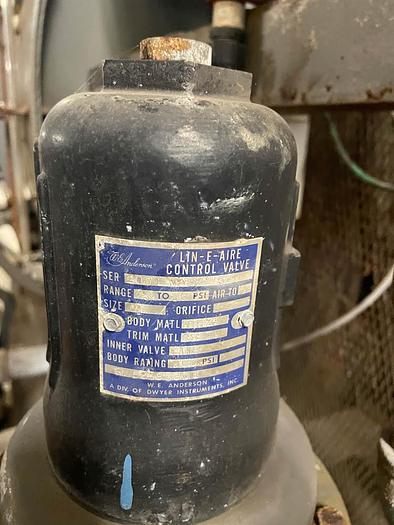 W.E. Anderson
LIN-E-AIRE
CONTROL VALVE
SER
RANGE TO PSI-AIR-TO
SIZE ORIFICE
BODY MATL
TRIM MATL
INNER VALVE
BODY RATING PSI
W. E. ANDERSON
A DIV. OF DWYER INSTRUMENTS, INC.